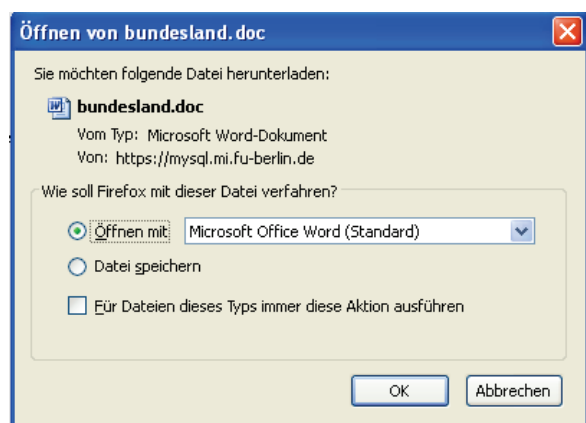 Öffnen von bundesland.doc
Sie möchten folgende Datei herunterladen:
bundesland.doc
Vom Typ: Microsoft Word-Dokument
Von: https://mysql.mi.fu-berlin.de
Wie soll Firefox mit dieser Datei verfahren?
Öffnen mit Microsoft Office Word (Standard)
Datei speichern
Für Dateien dieses Typs immer diese Aktion ausführen
OK Abbrechen